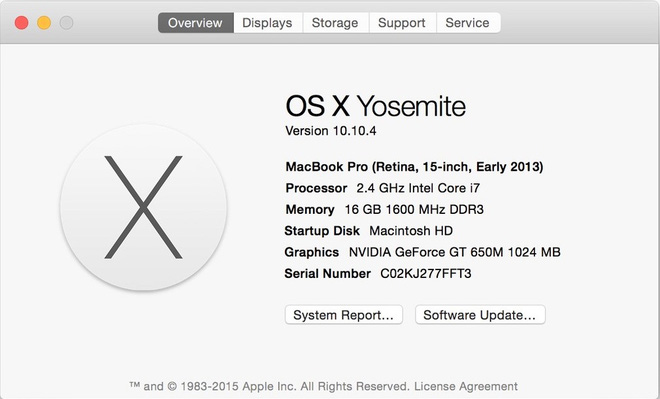 Overview Displays Storage Support Service
OS X Yosemite
Version 10.10.4
MacBook Pro (Retina, 15-inch, Early 2013)
Processor 2.4 GHz Intel Core i7
Memory 16 GB 1600 MHz DDR3
Startup Disk Macintosh HD
Graphics NVIDIA GeForce GT 650M 1024 MB
Serial Number C02KJ277FFT3
System Report... Software Update...
™ and © 1983-2015 Apple Inc. All Rights Reserved. License Agreement